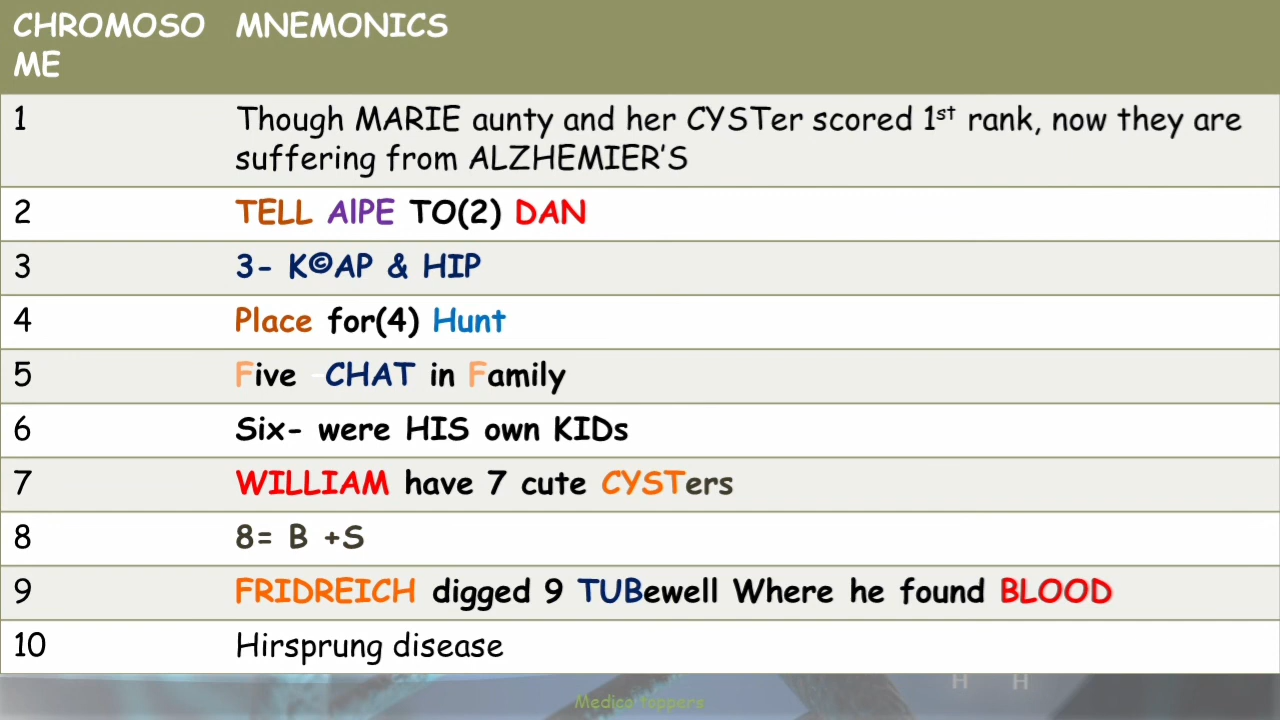 CHROMOSO MNEMONICS
ME
1 Though MARIE aunty and her CYSTer scored 1st rank, now they are
suffering from ALZHEMIER'S
2 TELL AlPE TO(2) DAN
3 3- K©AP & HIP
4 Place for(4) Hunt
5 Five -CHAT in Family
6 Six- were HIS own KIDs
7 WILLIAM have 7 cute CYSTers
8 8= B +S
9 FRIDREICH digged 9 TUBewell Where he found BLOOD
10 Hirsprung disease
H H
Medico toppers